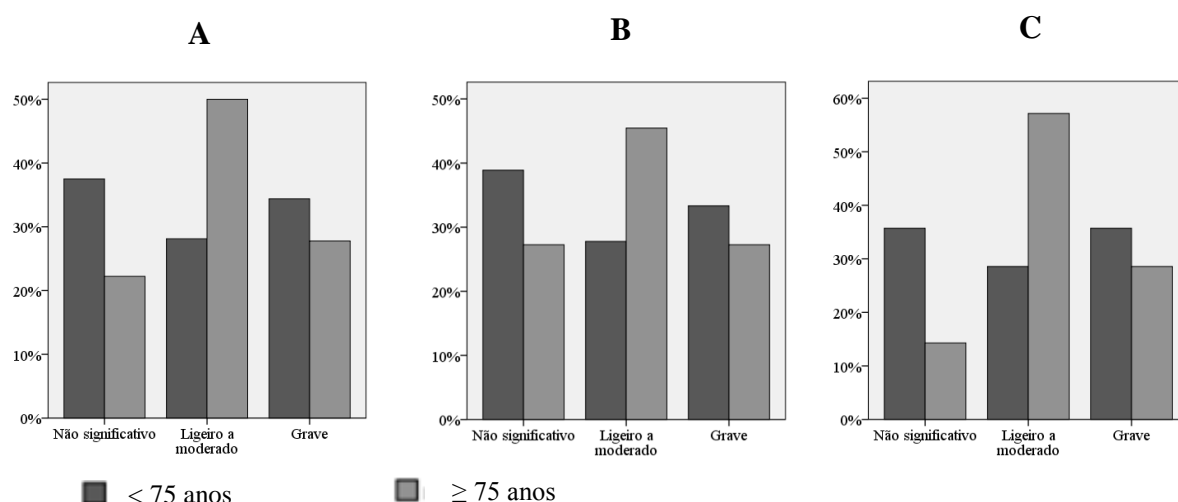 A
B
C
50%
40%
30%
20%
10%
0%
Não significativo
Ligeiro a
moderado
Grave
50%
40%
30%
20%
10%
0%
Não significativo
Ligeiro a
moderado
Grave
60%
50%
40%
30%
20%
10%
0%
Não significativo
Ligeiro a
moderado
Grave
< 75 anos
≥ 75 anos